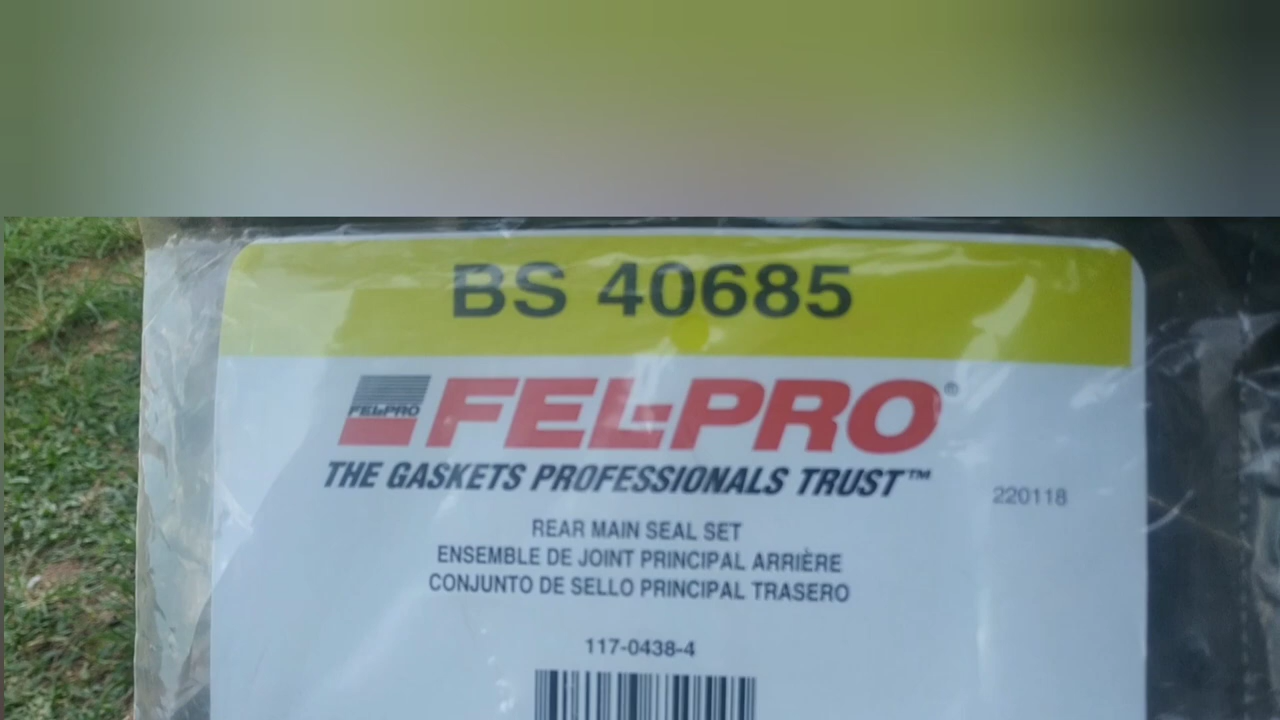 BS 40685
FEL-PRO
FEL-PRO®
THE GASKETS PROFESSIONALS TRUST™
220118
REAR MAIN SEAL SET
ENSEMBLE DE JOINT PRINCIPAL ARRIÈRE
CONJUNTO DE SELLO PRINCIPAL TRASERO
117-0438-4